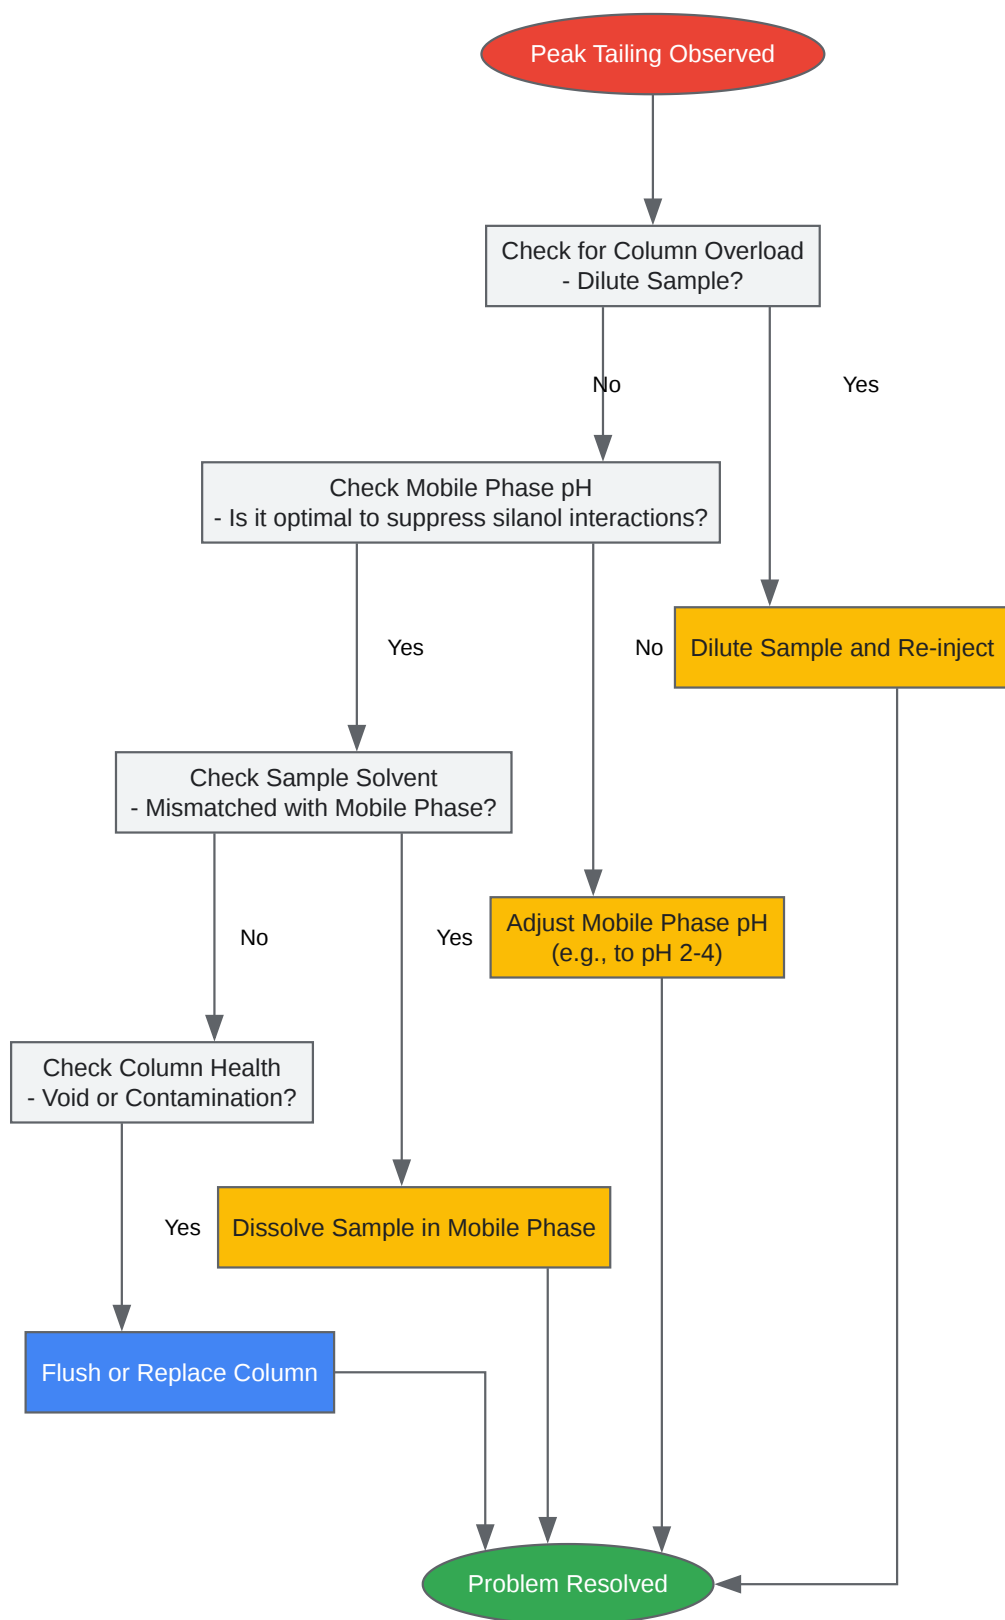 Peak Tailing Observed
Check for Column Overload
- Dilute Sample?
No
Yes
Check Mobile Phase pH
- Is it optimal to suppress silanol interactions?
Yes
No
Dilute Sample and Re-inject
Check Sample Solvent
- Mismatched with Mobile Phase?
No
Yes
Adjust Mobile Phase pH
(e.g., to pH 2-4)
Check Column Health
- Void or Contamination?
Yes
Dissolve Sample in Mobile Phase
Flush or Replace Column
Problem Resolved